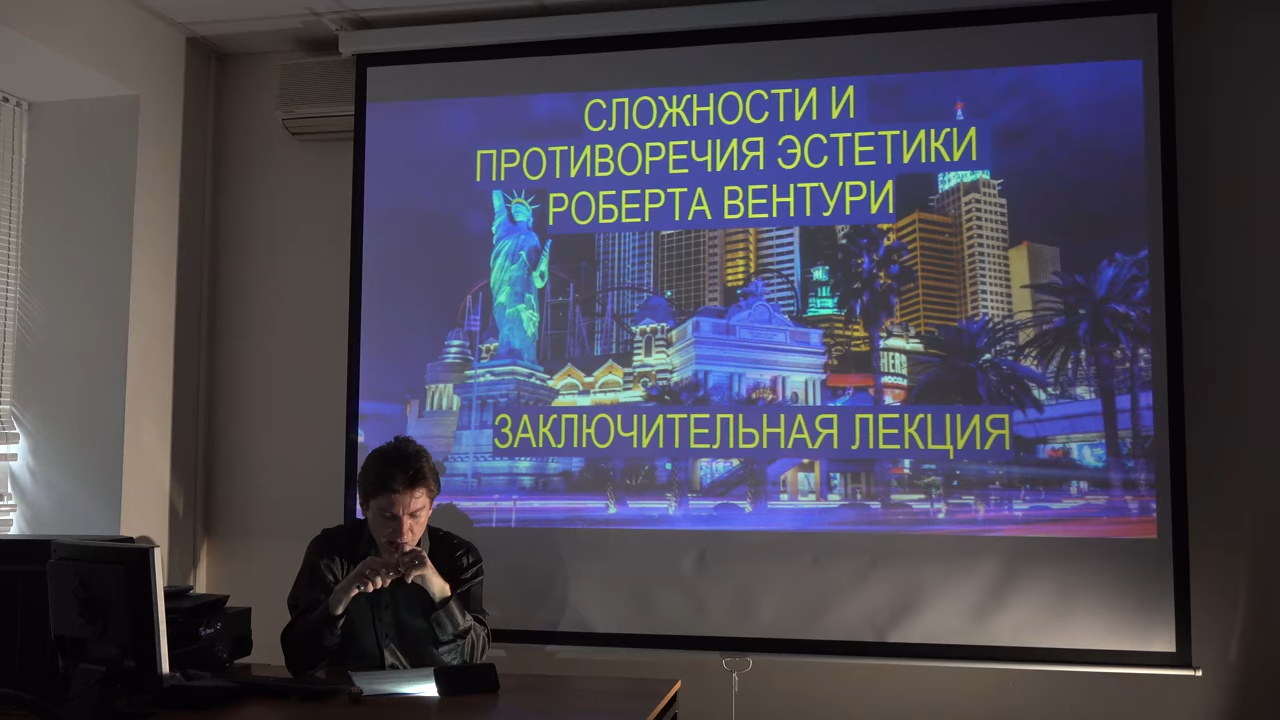 СЛОЖНОСТИ И
ПРОТИВОРЕЧИЯ ЭСТЕТИКИ
РОБЕРТА ВЕНТУРИ
ЗАКЛЮЧИТЕЛЬНАЯ ЛЕКЦИЯ